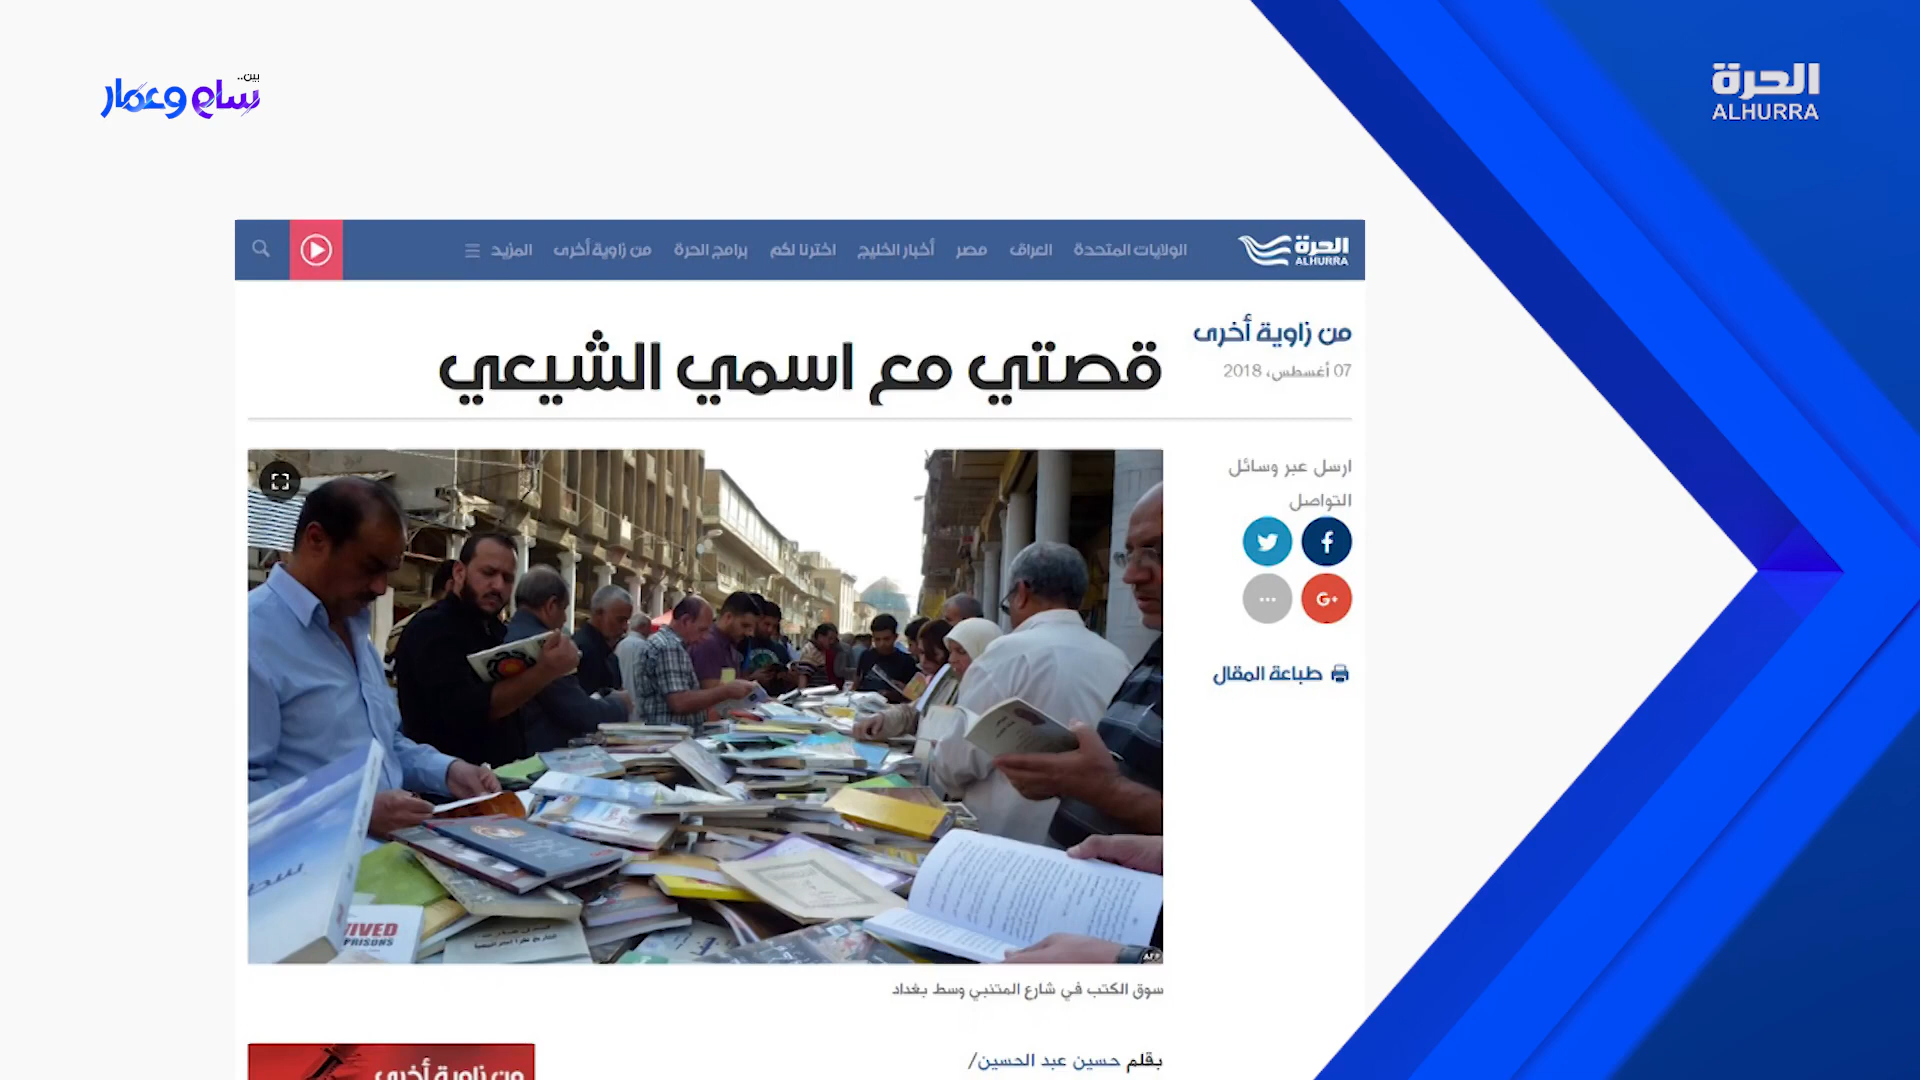 بين..
بسام وعمار
الحرة
ALHURRA
الحرة
ALHURRA
الولايات المتحدة
العراق
مصر
أخبار الخليج
اخترنا لكم
برامج الحرة
من زاوية أخرى
المزيد
من زاوية أخرى
07 أغسطس، 2018
قصتي مع اسمي الشيعي
ارسل عبر وسائل
التواصل
G+
طباعة المقال
VIVED
PRISONS
AFP
سوق الكتب في شارع المتنبي وسط بغداد
بقلم حسين عبد الحسين/
من زاوية أخرى